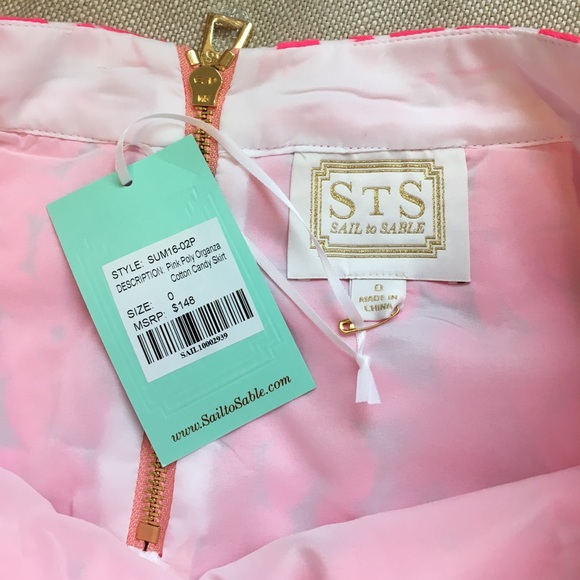 STYLE: SUM16-02P
DESCRIPTION: Pink Poly Organza
Cotton Candy Skirt
SIZE: 0
MSRP: $148
SAIL10002959
www.SailtoSable.com
STS
SAIL to SABLE
0
MADE IN
CHINA